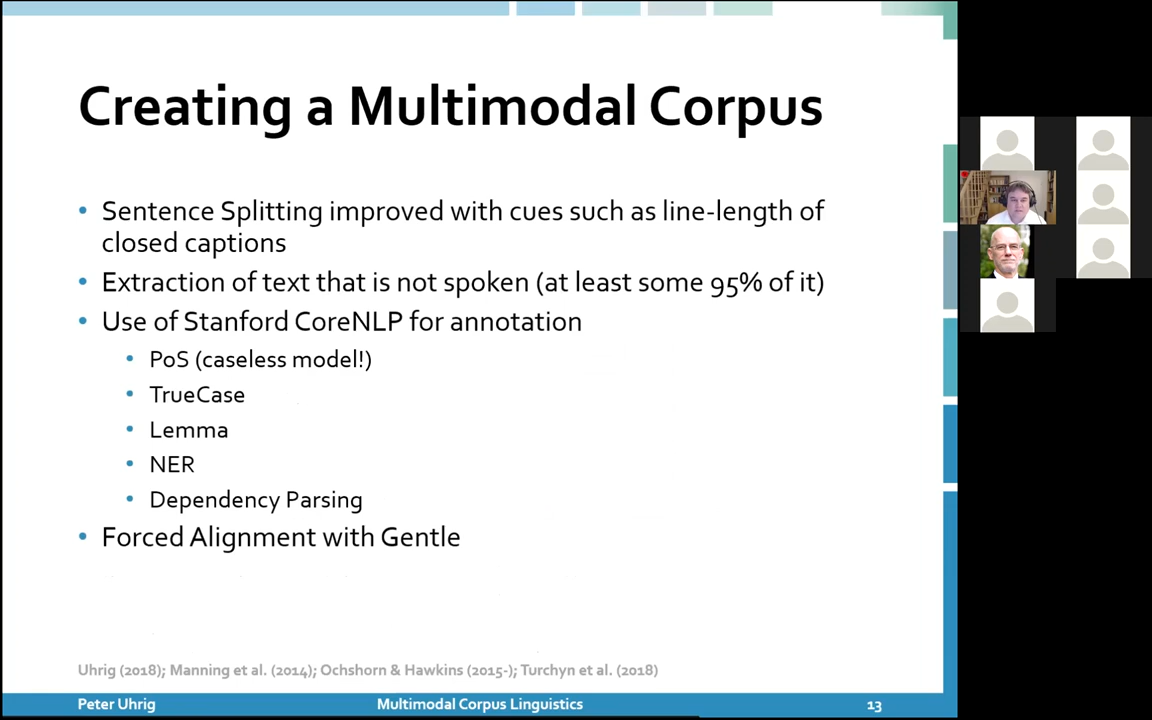 Creating a Multimodal Corpus
• Sentence Splitting improved with cues such as line-length of
closed captions
• Extraction of text that is not spoken (at least some 95% of it)
• Use of Stanford CoreNLP for annotation
• PoS (caseless model!)
• TrueCase
• Lemma
• NER
• Dependency Parsing
• Forced Alignment with Gentle
Uhrig (2018); Manning et al. (2014); Ochshorn & Hawkins (2015-); Turchyn et al. (2018)
Peter Uhrig Multimodal Corpus Linguistics 13